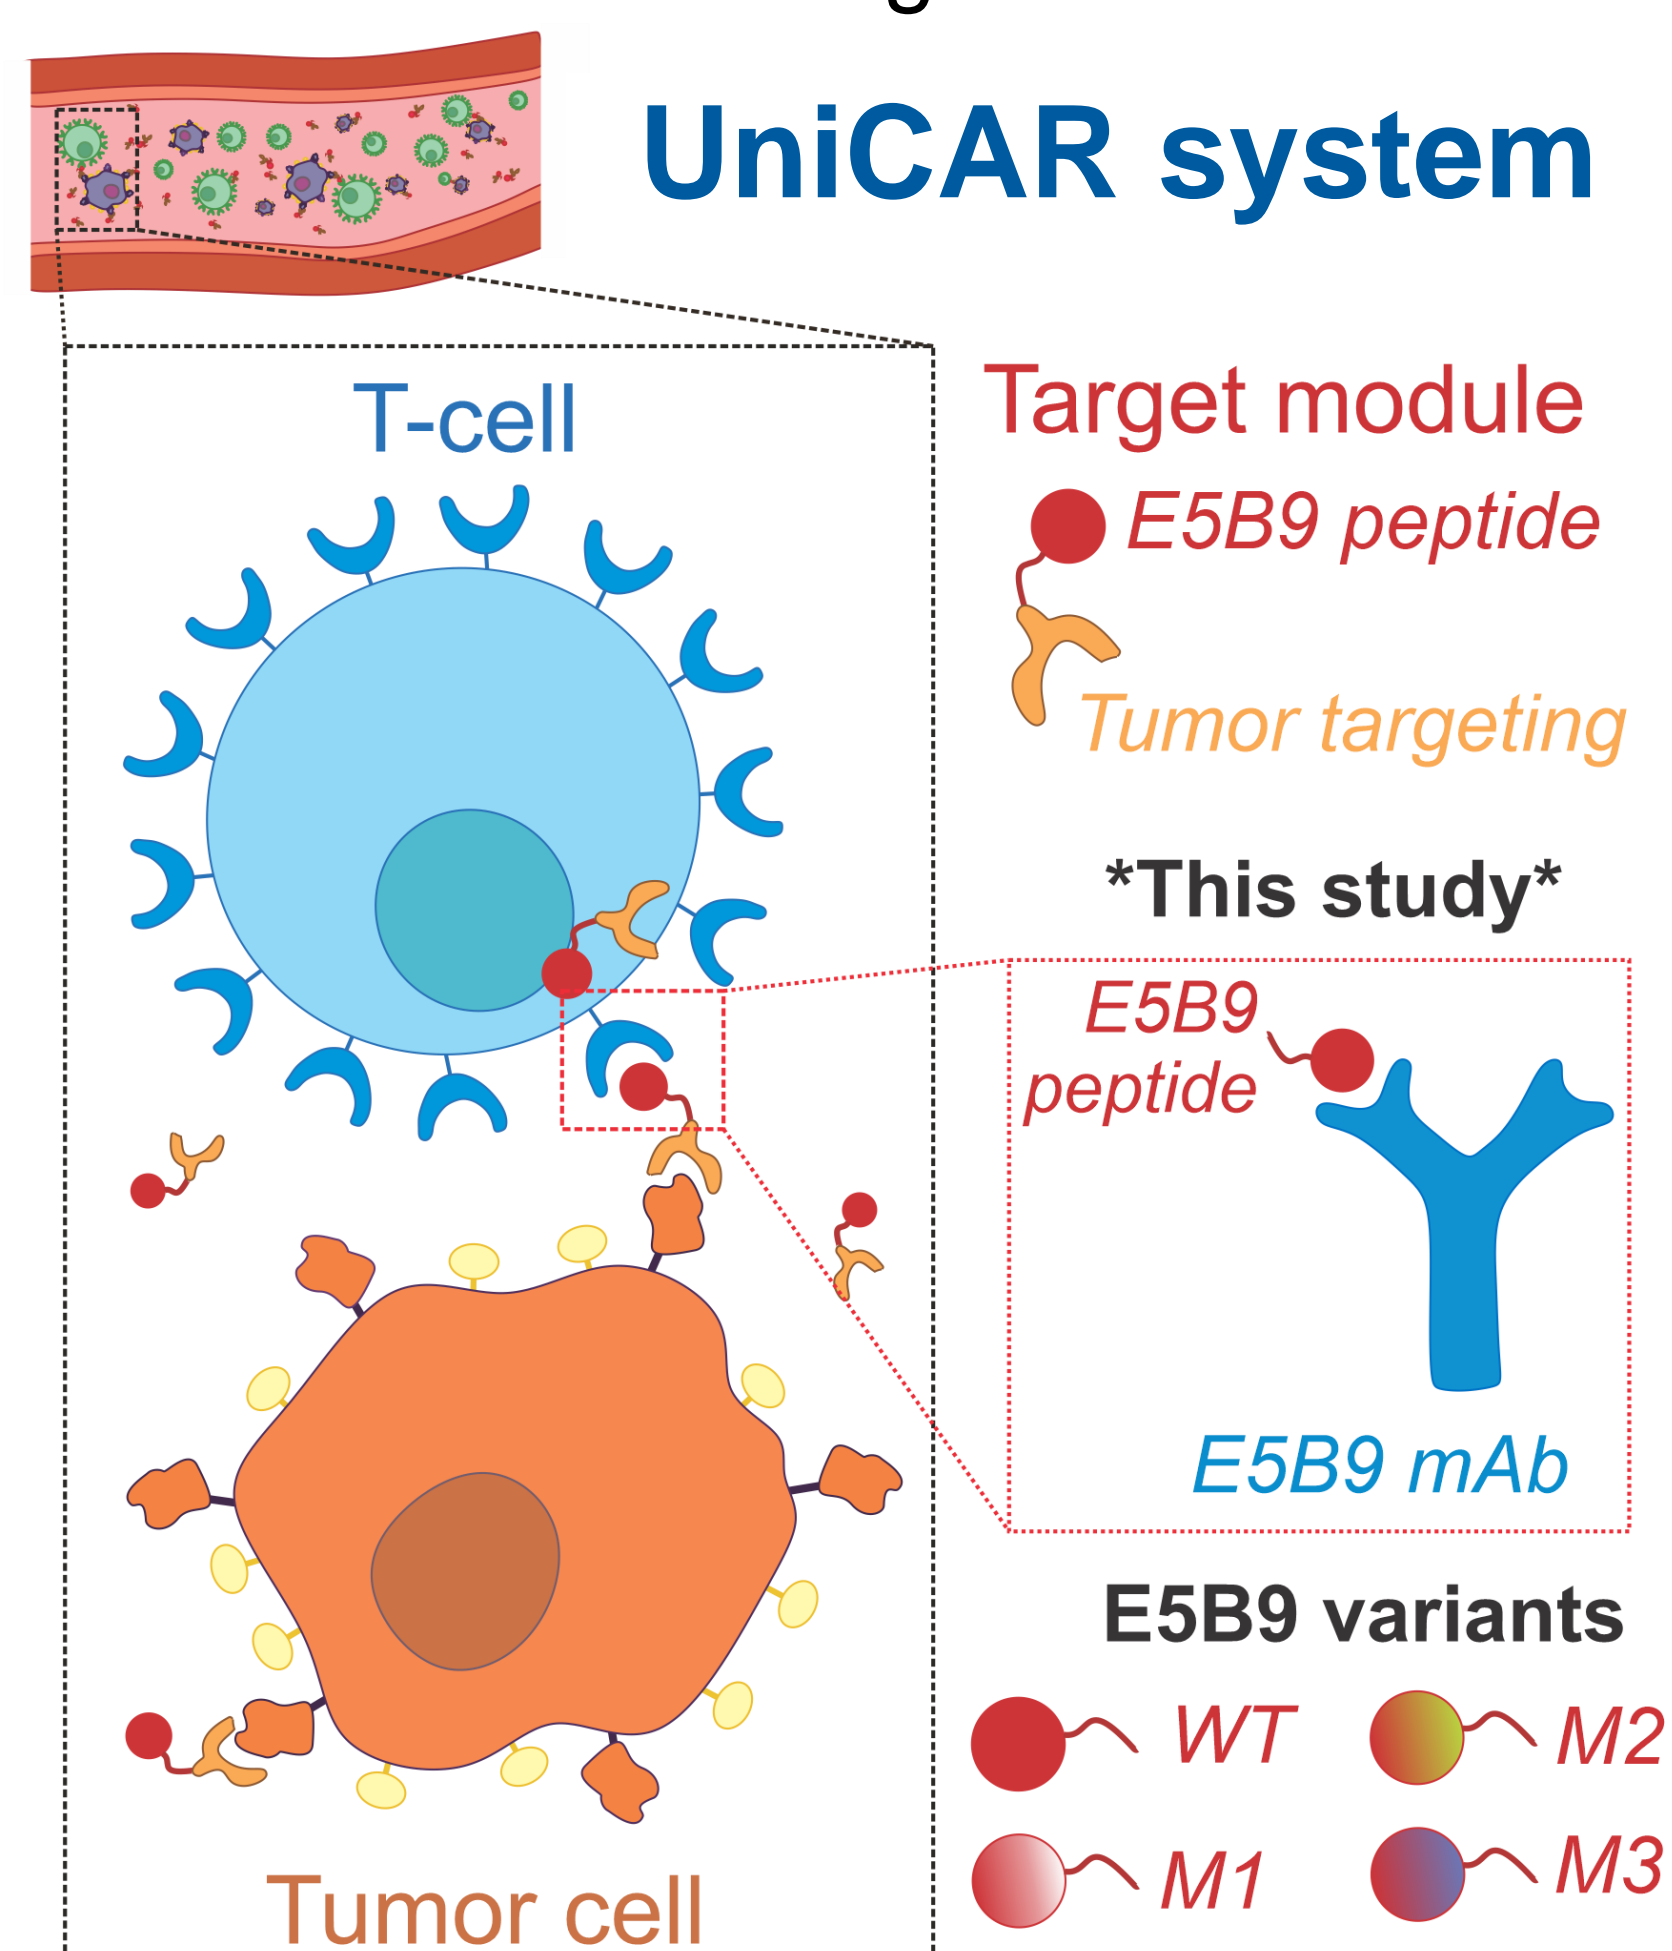 UniCAR system
T-cell
Target module
E5B9 peptide
Tumor targeting
*This study*
E5B9
peptide
E5B9 mAb
E5B9 variants
WT
M2
M1
M3
Tumor cell